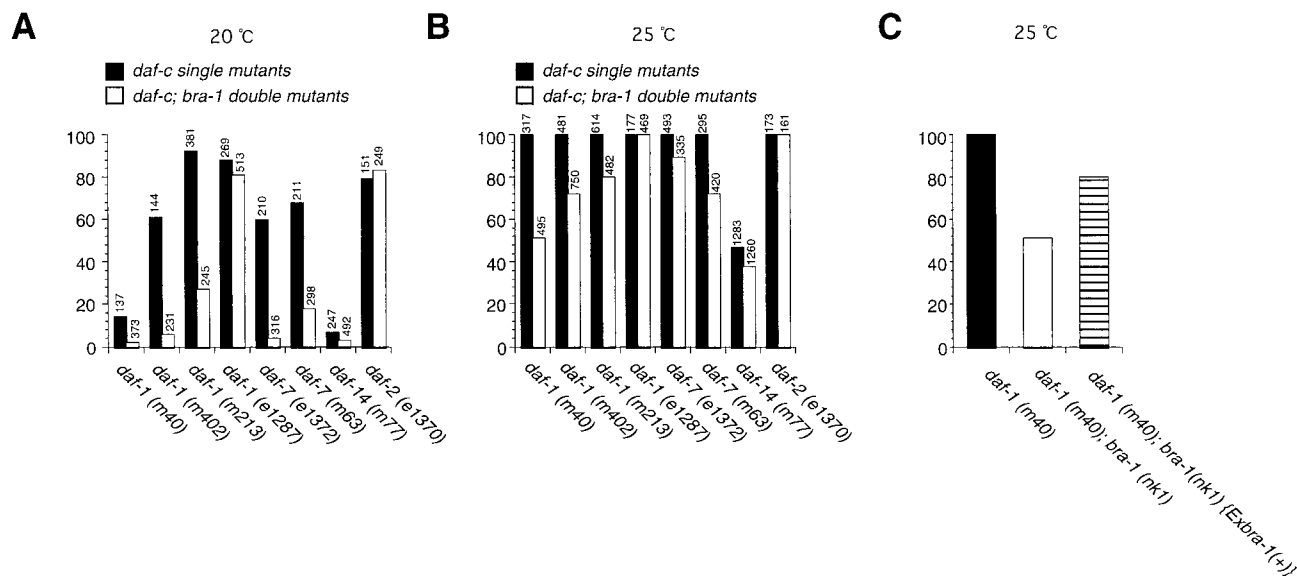 A
20 ℃
daf-c single mutants
daf-c; bra-1 double mutants
100
80
60
40
20
0
137
373
144
231
381
245
269
513
210
316
211
298
247
492
151
249
daf-1 (m40)
daf-1 (m402)
daf-1 (m213)
daf-1 (e1287)
daf-7 (e1372)
daf-7 (m63)
daf-14 (m77)
daf-2 (e1370)
B
25 ℃
daf-c single mutants
daf-c; bra-1 double mutants
100
80
60
40
20
0
317
495
481
750
614
482
177
469
493
335
295
420
1283
1260
173
161
daf-1 (m40)
daf-1 (m402)
daf-1 (m213)
daf-1 (e1287)
daf-7 (e1372)
daf-7 (m63)
daf-14 (m77)
daf-2 (e1370)
C
25 ℃
100
80
60
40
20
0
daf-1 (m40)
daf-1 (m40); bra-1 (nk1)
daf-1 (m40); bra-1(nk1) {Exbra-1(+)}